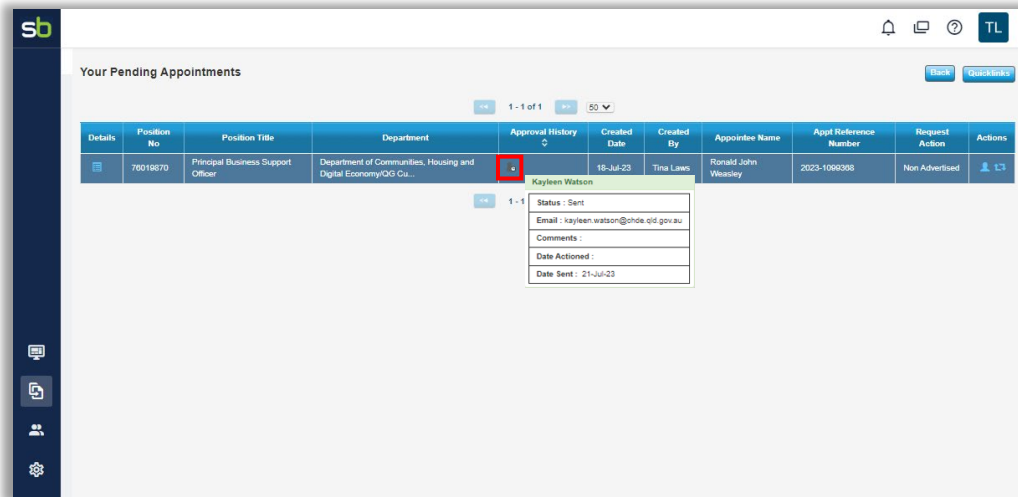 sb
TL
Your Pending Appointments
Back
Quicklinks
<<
1 - 1 of 1
>>
50
Details
Position No
Position Title
Department
Approval History
Created Date
Created By
Appointee Name
Appt Reference Number
Request Action
Actions
76019870
Principal Business Support Officer
Department of Communities, Housing and Digital Economy/QG Cu...
18-Jul-23
Tina Laws
Ronald John Weasley
2023-1099368
Non Advertised
<<
1 - 1
Kayleen Watson
Status : Sent
Email : kayleen.watson@chde.qld.gov.au
Comments :
Date Actioned :
Date Sent : 21-Jul-23